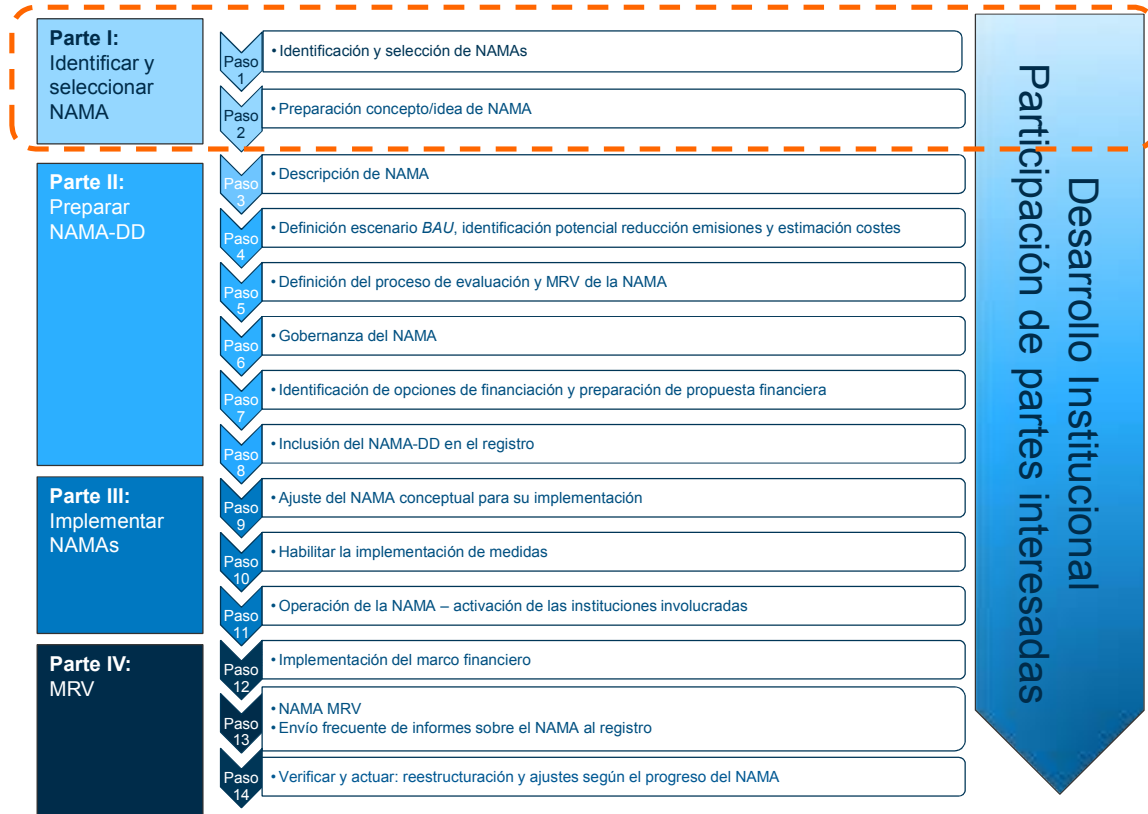 Parte I:
Identificar y
seleccionar
NAMA
Paso
1
• Identificación y selección de NAMAs
Paso
2
• Preparación concepto/idea de NAMA
Parte II:
Preparar
NAMA-DD
Paso
3
• Descripción de NAMA
Paso
4
• Definición escenario BAU, identificación potencial reducción emisiones y estimación costes
Paso
5
• Definición del proceso de evaluación y MRV de la NAMA
Paso
6
• Gobernanza del NAMA
Paso
7
• Identificación de opciones de financiación y preparación de propuesta financiera
Paso
8
• Inclusión del NAMA-DD en el registro
Parte III:
Implementar
NAMAs
Paso
9
• Ajuste del NAMA conceptual para su implementación
Paso
10
• Habilitar la implementación de medidas
Paso
11
• Operación de la NAMA – activación de las instituciones involucradas
Parte IV:
MRV
Paso
12
• Implementación del marco financiero
Paso
13
• NAMA MRV
• Envío frecuente de informes sobre el NAMA al registro
Paso
14
• Verificar y actuar: reestructuración y ajustes según el progreso del NAMA
Desarrollo Institucional
Participación de partes interesadas